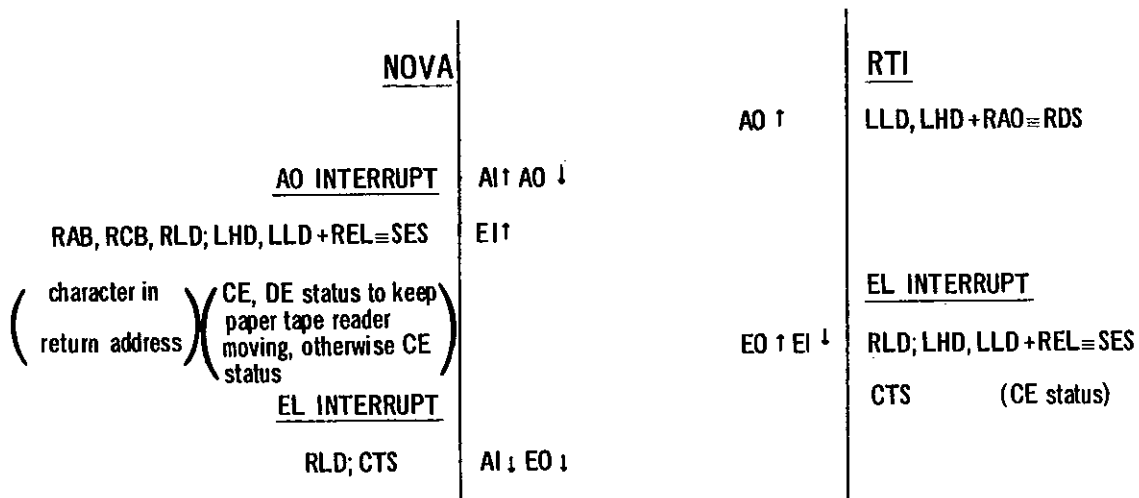 NOVA
RTI
AO ↑ LLD, LHD + RAO ≡ RDS
AO INTERRUPT AI↑ AO ↓
RAB, RCB, RLD; LHD, LLD + REL ≡ SES EI↑
(character in return address) (CE, DE status to keep paper tape reader moving, otherwise CE status)
EL INTERRUPT
EO ↑ EI ↓ RLD; LHD, LLD + REL ≡ SES
CTS (CE status)
EL INTERRUPT
RLD; CTS AI ↓ EO ↓